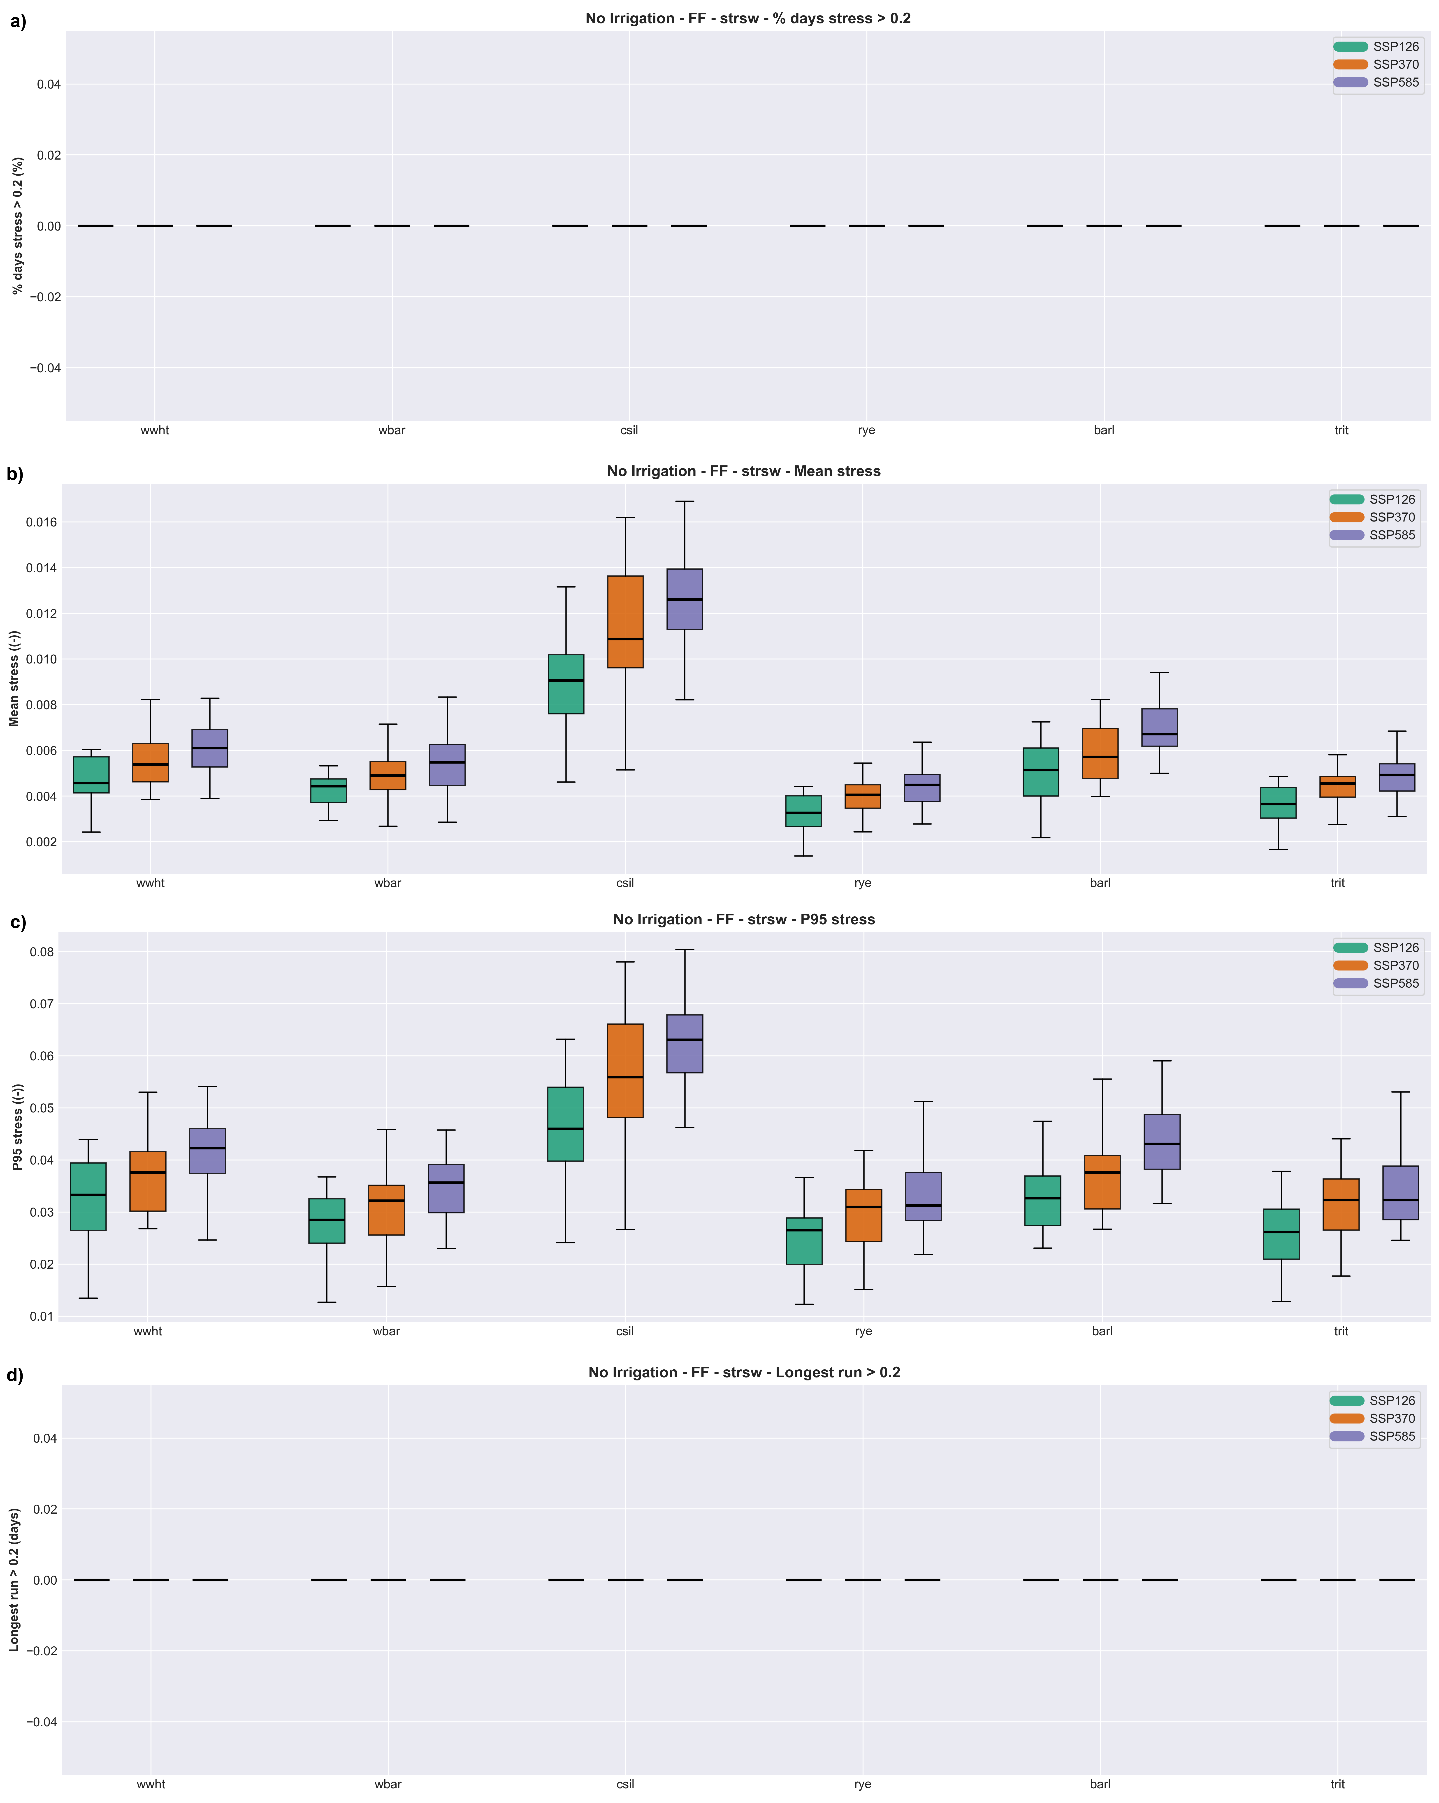 a)
No Irrigation - FF - strsw - % days stress > 0.2
SSP126
SSP370
SSP585
% days stress > 0.2 (%)
0.04
0.02
0.00
−0.02
−0.04
wwht wbar csil rye barl trit
b)
No Irrigation - FF - strsw - Mean stress
SSP126
SSP370
SSP585
Mean stress ((-))
0.016
0.014
0.012
0.010
0.008
0.006
0.004
0.002
wwht wbar csil rye barl trit
c)
No Irrigation - FF - strsw - P95 stress
SSP126
SSP370
SSP585
P95 stress ((-))
0.08
0.07
0.06
0.05
0.04
0.03
0.02
0.01
wwht wbar csil rye barl trit
d)
No Irrigation - FF - strsw - Longest run > 0.2
SSP126
SSP370
SSP585
Longest run > 0.2 (days)
0.04
0.02
0.00
−0.02
−0.04
wwht wbar csil rye barl trit